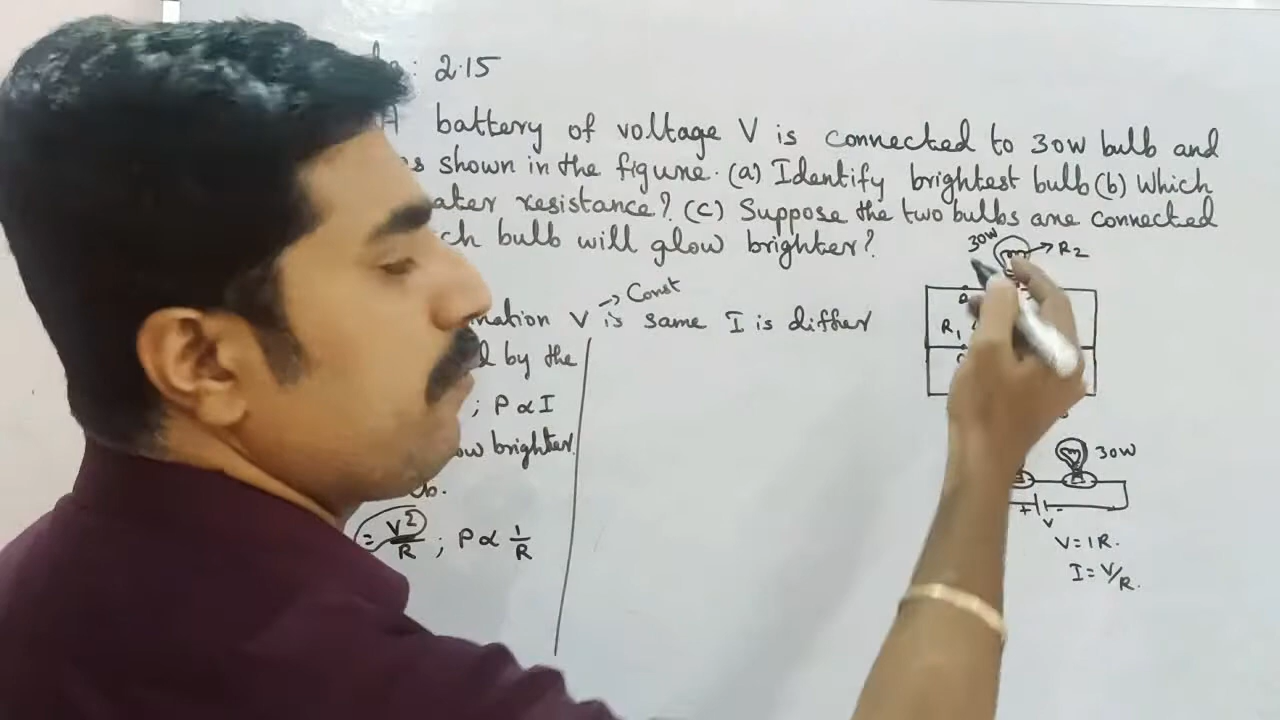 : 2.15
A battery of voltage V is connected to 30W bulb and
s shown in the figure. (a) Identify brightest bulb (b) Which
resistance? (c) Suppose the two bulbs are connected
ch bulb will glow brighter?
30W
R2
→ Const
nation V is same I is differ
R1
by the
; P ∝ I
ow brighter
b.
30W
= V²/R ; P ∝ 1/R
+ V -
V = IR.
I = V/R.